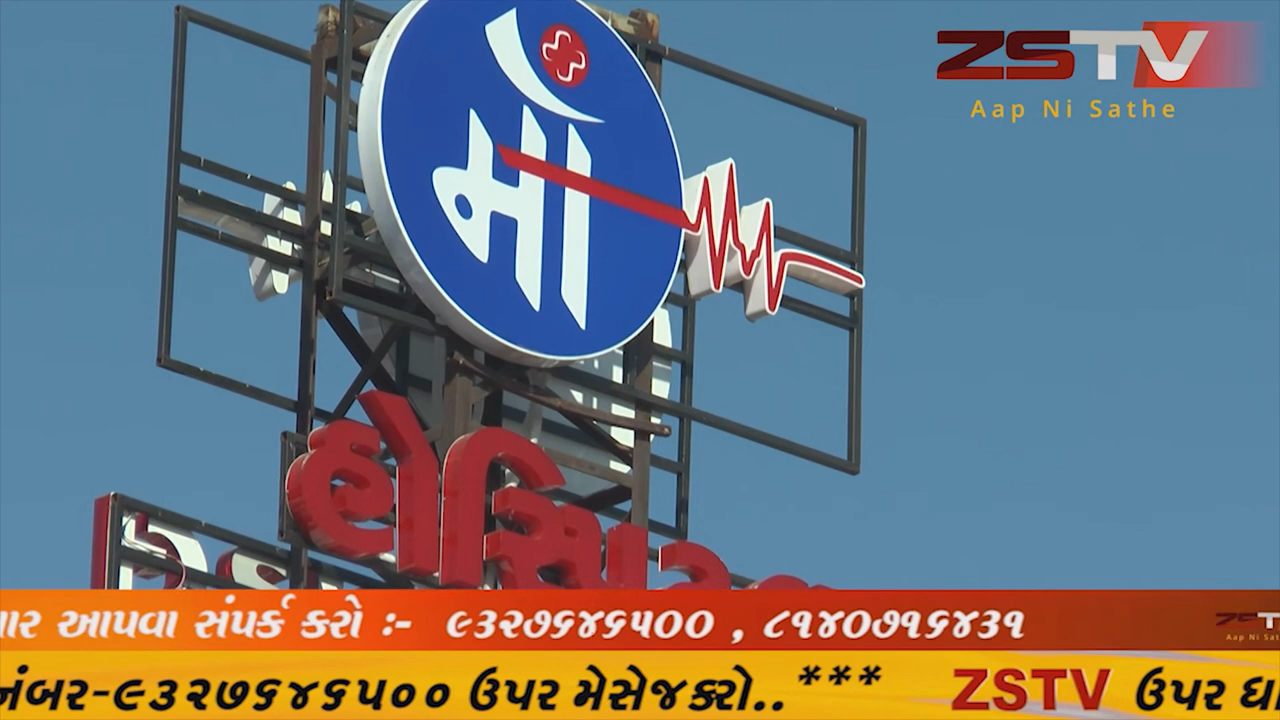 ZSTV
Aap Ni Sathe
માઁ
હોસ્પિટલ
આપવા સંપર્ક કરો :- ૯૩૨૭૬૪૬૫૦૦ , ૮૧૪૦૭૧૬૪૩૧
નંબર-૯૩૨૭૬૪૬૫૦૦ ઉપર મેસેજ કરો.. *** ZSTV ઉપર